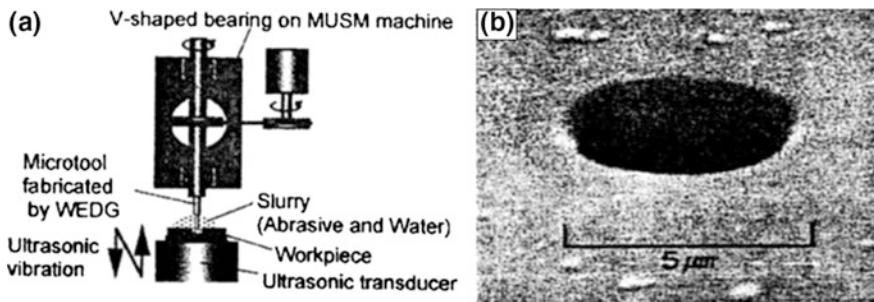 (a)
V-shaped bearing on MUSM machine
Microtool
fabricated
by WEDG
Slurry
(Abrasive and Water)
Ultrasonic
vibration
Workpiece
Ultrasonic transducer
(b)
5 μm